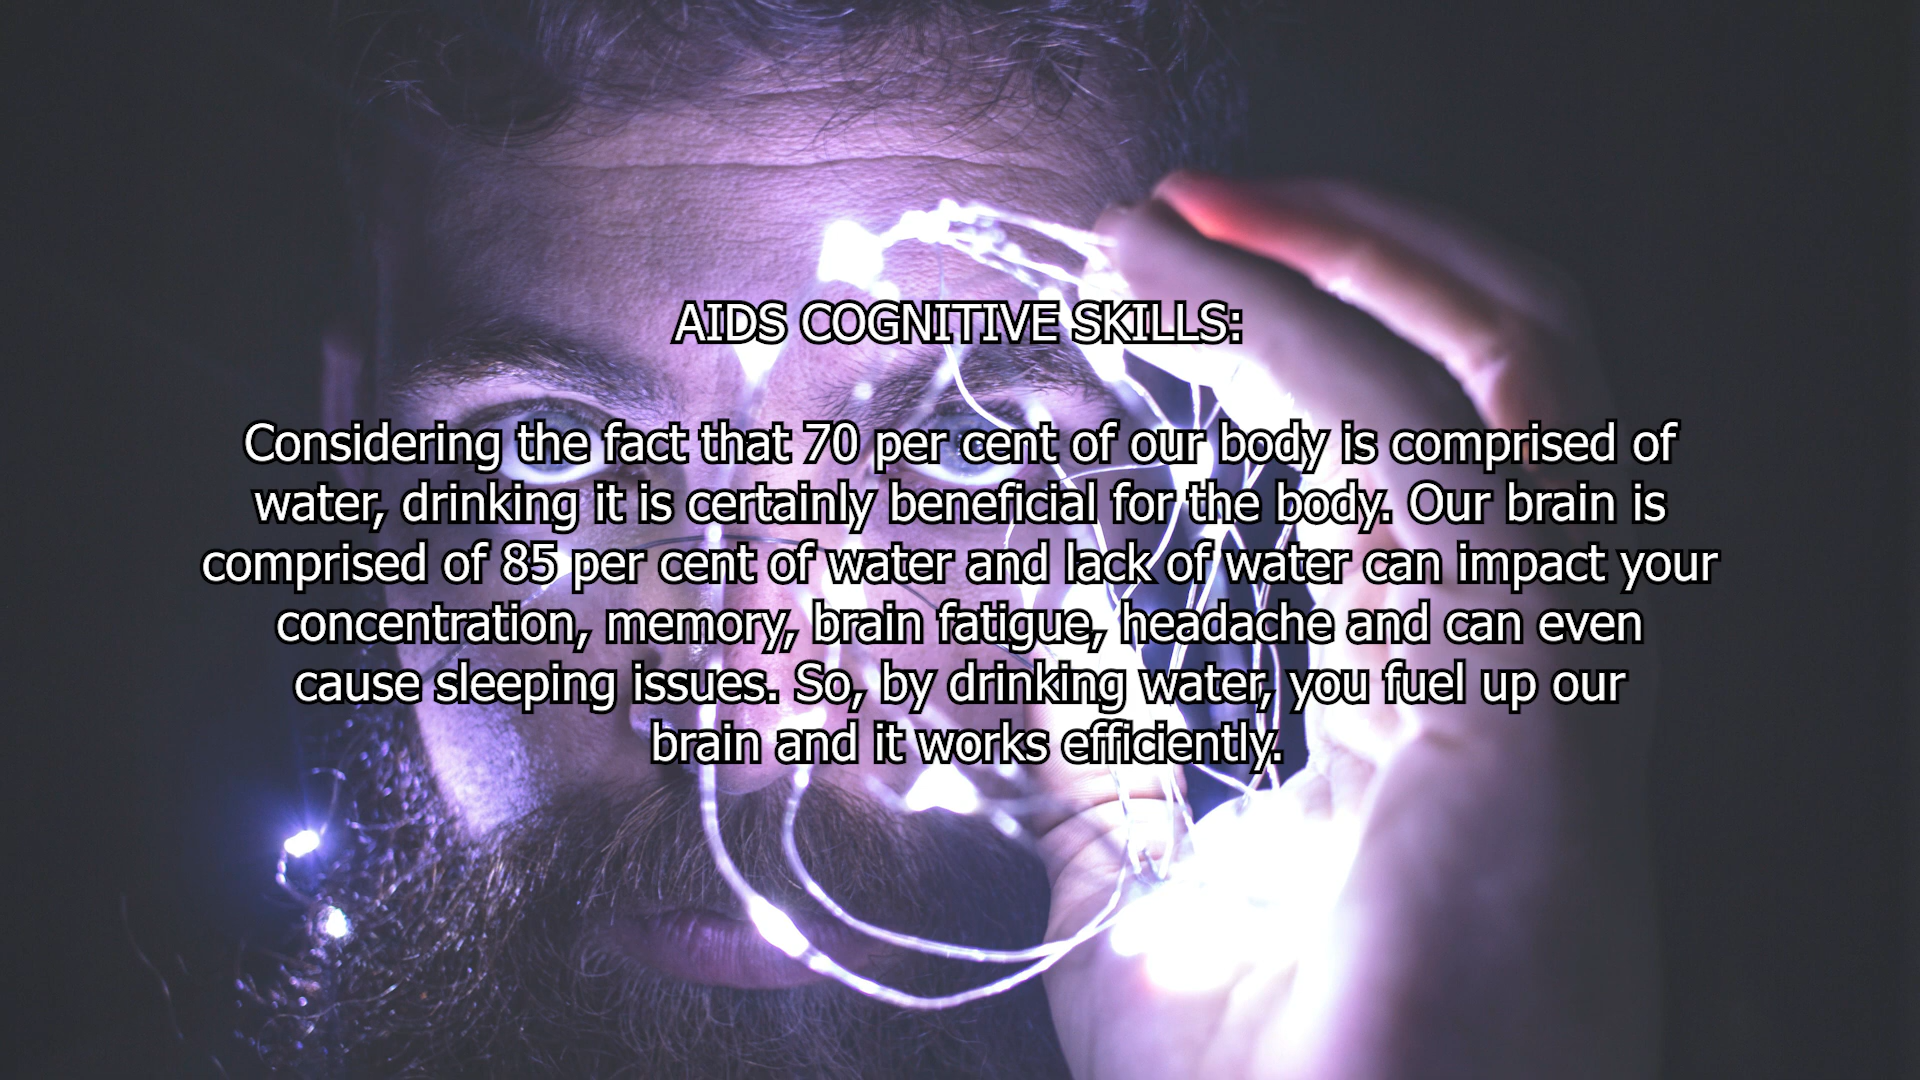 AIDS COGNITIVE SKILLS:
Considering the fact that 70 per cent of our body is comprised of
water, drinking it is certainly beneficial for the body. Our brain is
comprised of 85 per cent of water and lack of water can impact your
concentration, memory, brain fatigue, headache and can even
cause sleeping issues. So, by drinking water, you fuel up our
brain and it works efficiently.